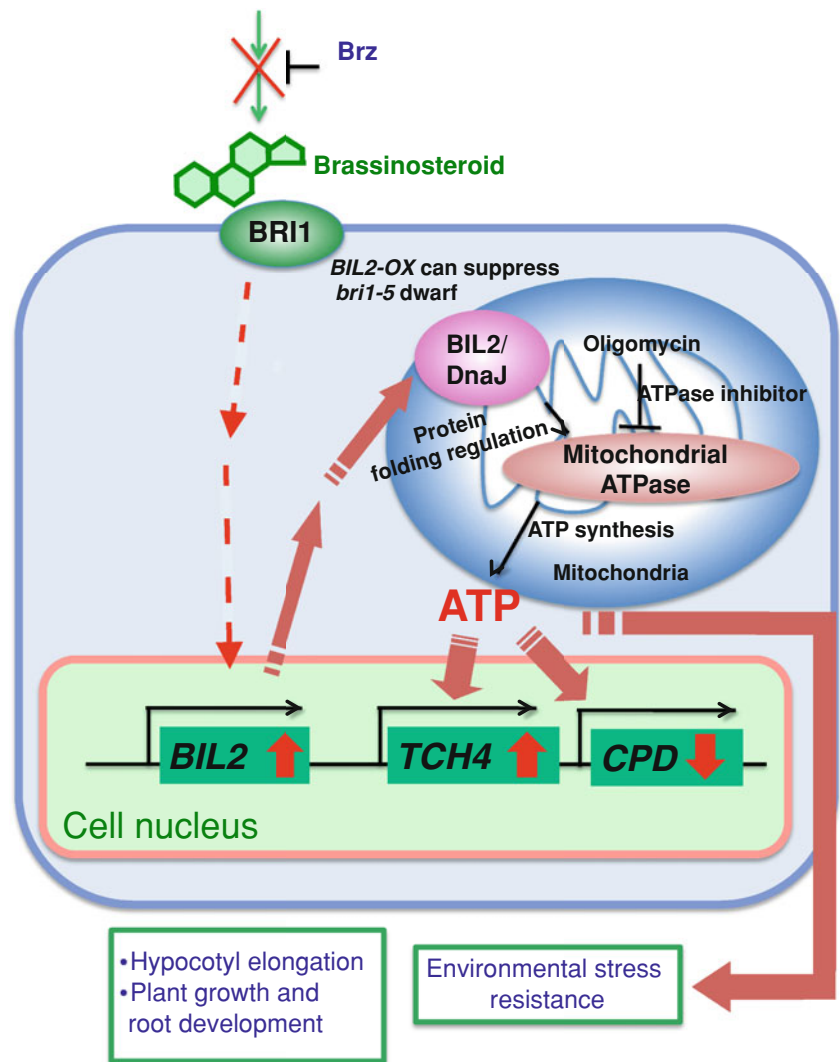 Brz
Brassinosteroid
BRI1
BIL2-OX can suppress
bri1-5 dwarf
BIL2/
DnaJ
Oligomycin
ATPase inhibitor
Protein
folding regulation
Mitochondrial
ATPase
ATP synthesis
Mitochondria
ATP
BIL2
TCH4
CPD
Cell nucleus
•Hypocotyl elongation
•Plant growth and
root development
Environmental stress
resistance